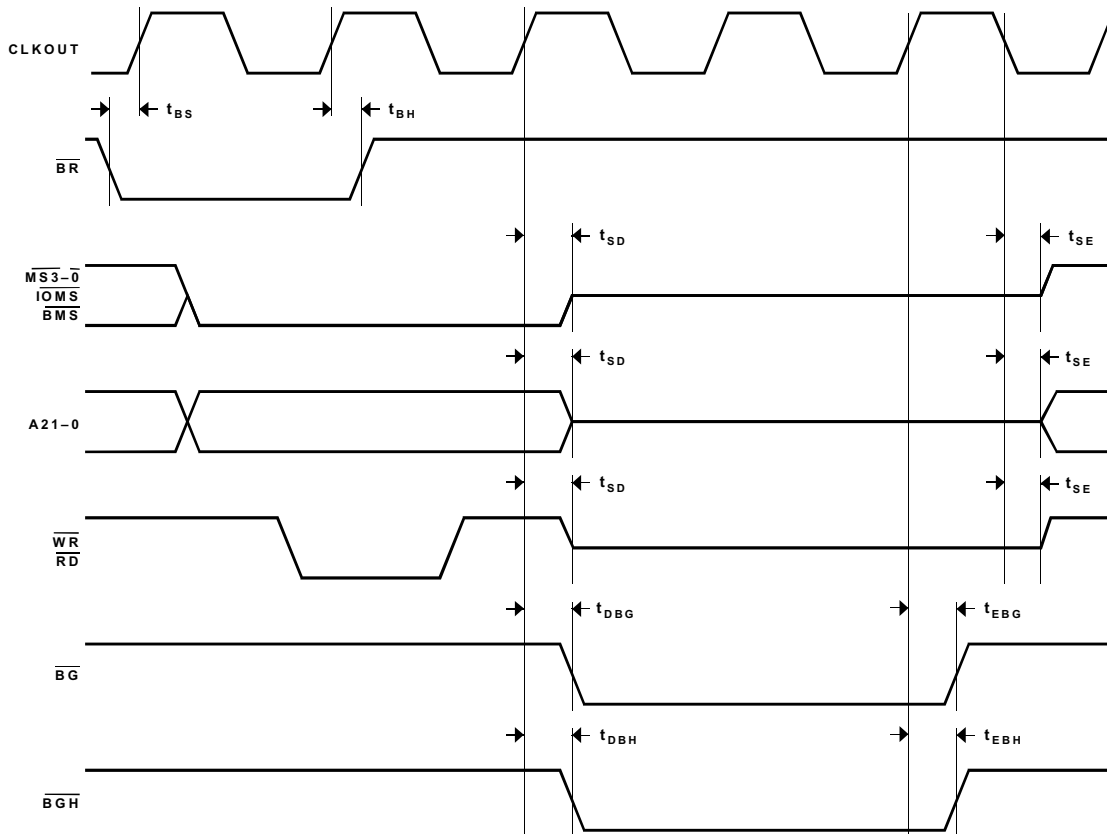 CLKOUT
tBS
tBH
BR
tSD
tSE
MS3–0
IOMS
BMS
tSD
tSE
A21–0
tSD
tSE
WR
RD
tDBG
tEBG
BG
tDBH
tEBH
BGH